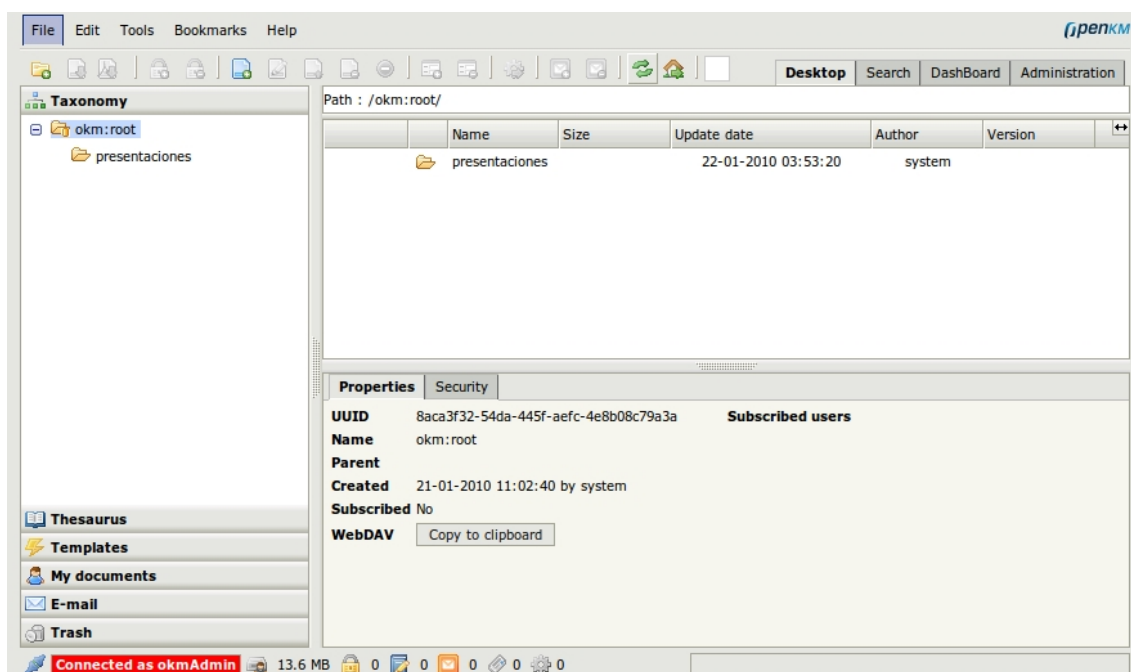 File Edit Tools Bookmarks Help
OpenKM
Desktop Search DashBoard Administration
Taxonomy
okm:root
presentaciones
Thesaurus
Templates
My documents
E-mail
Trash
Path : /okm:root/
Name Size Update date Author Version
presentaciones 22-01-2010 03:53:20 system
Properties Security
UUID 8aca3f32-54da-445f-aefc-4e8b08c79a3a Subscribed users
Name okm:root
Parent
Created 21-01-2010 11:02:40 by system
Subscribed No
WebDAV Copy to clipboard
Connected as okmAdmin 13.6 MB 0 0 0 0 0